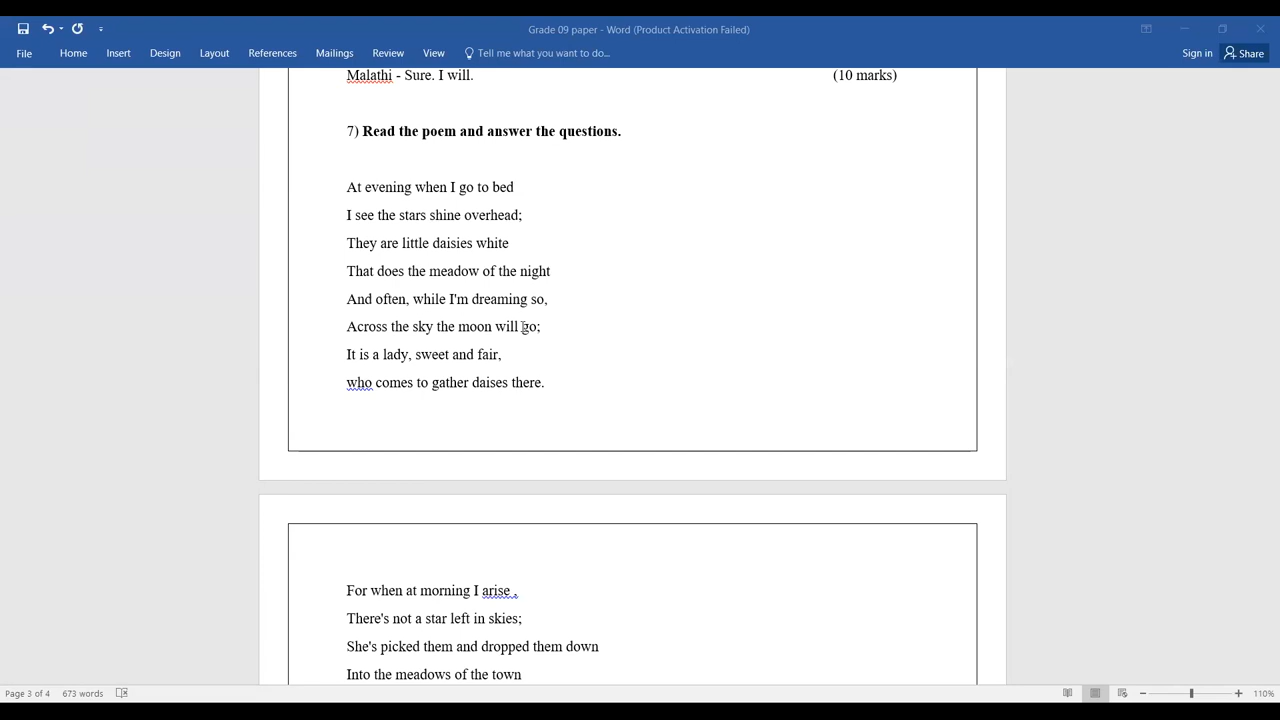 Grade 09 paper - Word (Product Activation Failed)
File Home Insert Design Layout References Mailings Review View Tell me what you want to do... Sign in Share
Malathi - Sure. I will. (10 marks)
7) Read the poem and answer the questions.
At evening when I go to bed
I see the stars shine overhead;
They are little daisies white
That does the meadow of the night
And often, while I'm dreaming so,
Across the sky the moon will go;
It is a lady, sweet and fair,
who comes to gather daises there.
For when at morning I arise ,
There's not a star left in skies;
She's picked them and dropped them down
Into the meadows of the town
Page 3 of 4 673 words 110%